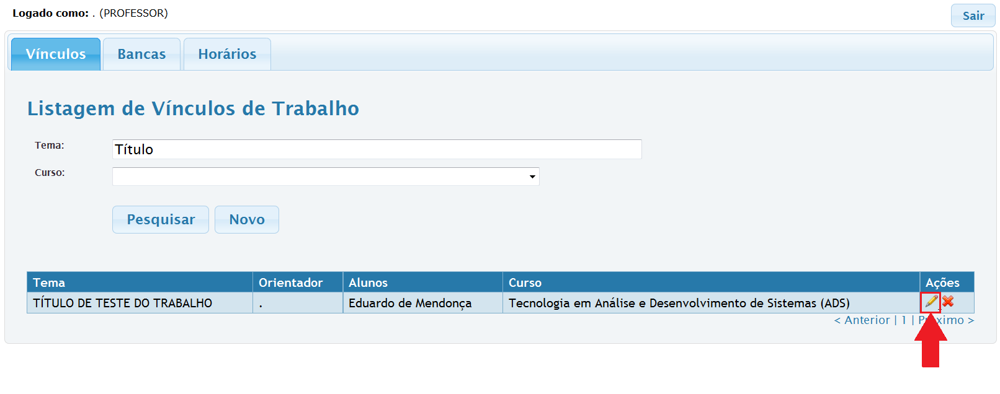 Logado como: . (PROFESSOR)
Sair
Vínculos Bancas Horários
Listagem de Vínculos de Trabalho
Tema: Título
Curso:
Pesquisar Novo
Tema Orientador Alunos Curso Ações
TÍTULO DE TESTE DO TRABALHO . Eduardo de Mendonça Tecnologia em Análise e Desenvolvimento de Sistemas (ADS)
< Anterior | 1 | Próximo >